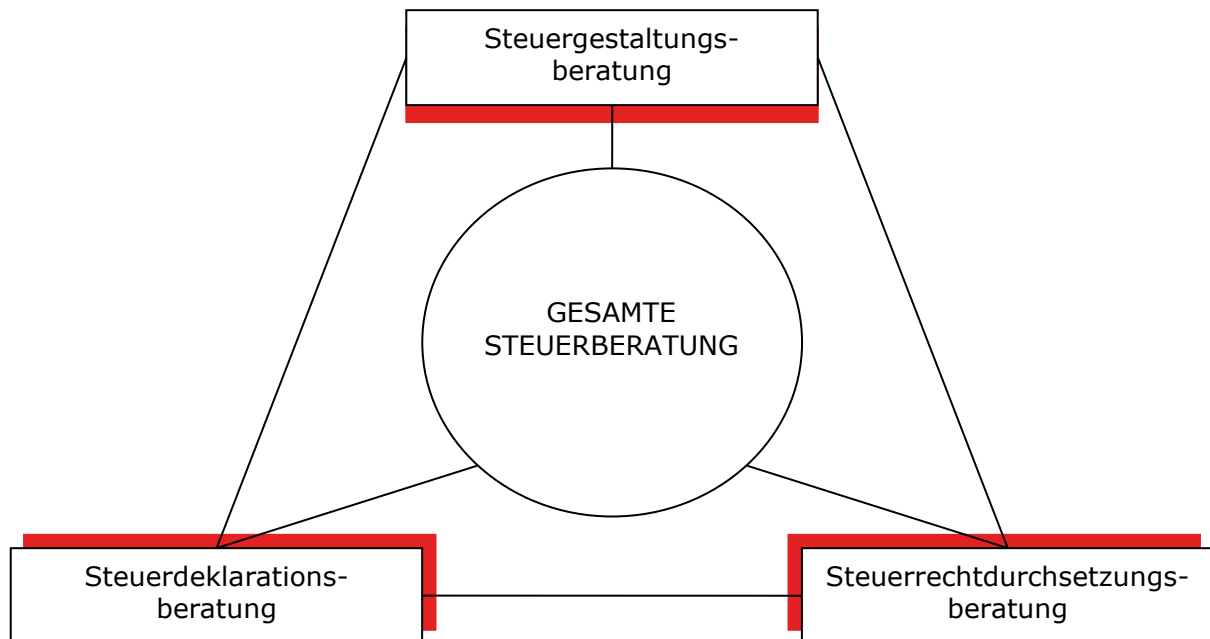 Steuergestaltungs-
beratung
GESAMTE
STEUERBERATUNG
Steuerdeklarations-
beratung
Steuerrechtdurchsetzungs-
beratung